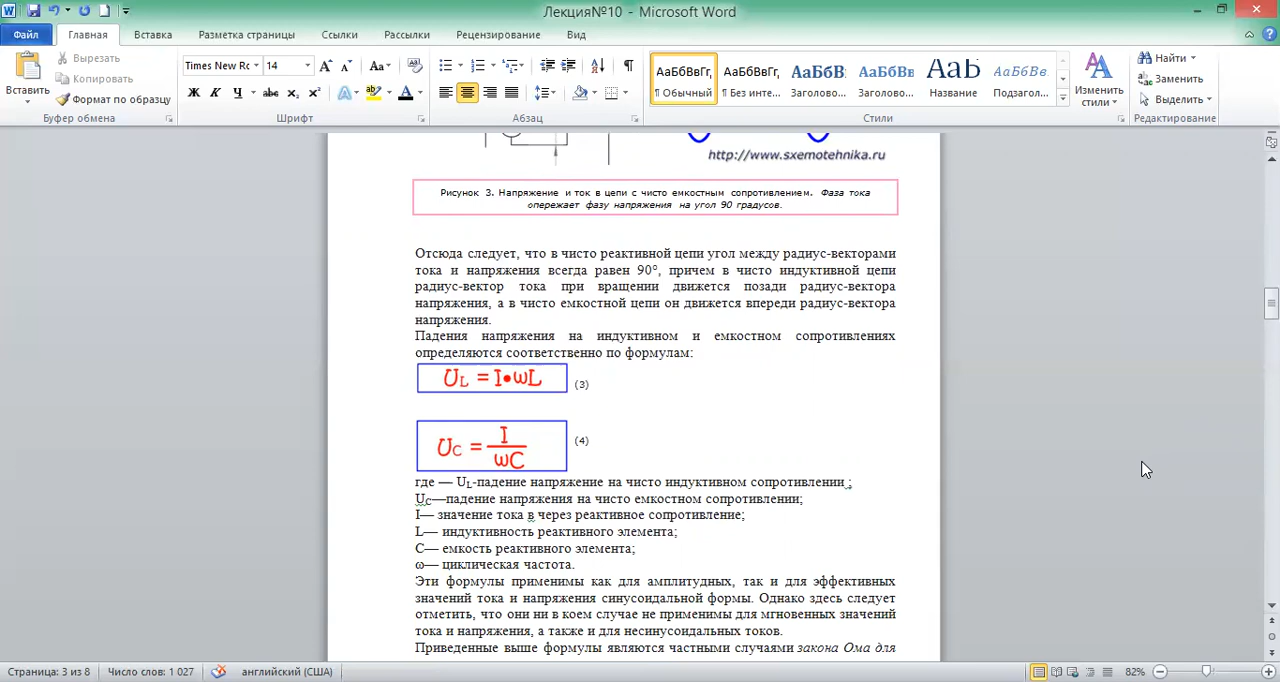 Лекция№10 - Microsoft Word
Файл Главная Вставка Разметка страницы Ссылки Рассылки Рецензирование Вид
Вставить
Вырезать
Копировать
Формат по образцу
Буфер обмена
Times New Rc 14 Aa
Ж К Ч abc x₂ x² A
Шрифт
Абзац
АаБбВвГг, АаБбВвГг, АаБбВ АаБбВв АаБ АаБбВв.
¶ Обычный ¶ Без инте... Заголово... Заголово... Название Подзагол...
Стили
Изменить стили
Найти
Заменить
Выделить
Редактирование
http://www.sxemotehnika.ru
Рисунок 3. Напряжение и ток в цепи с чисто емкостным сопротивлением. Фаза тока
опережает фазу напряжения на угол 90 градусов.
Отсюда следует, что в чисто реактивной цепи угол между радиус-векторами
тока и напряжения всегда равен 90°, причем в чисто индуктивной цепи
радиус-вектор тока при вращении движется позади радиус-вектора
напряжения, а в чисто емкостной цепи он движется впереди радиус-вектора
напряжения.
Падения напряжения на индуктивном и емкостном сопротивлениях
определяются соответственно по формулам:
UL = I•ωL (3)
UC = I/ωC (4)
где — UL-падение напряжение на чисто индуктивном сопротивлении ;
UC—падение напряжения на чисто емкостном сопротивлении;
I— значение тока в через реактивное сопротивление;
L— индуктивность реактивного элемента;
C— емкость реактивного элемента;
ω— циклическая частота.
Эти формулы применимы как для амплитудных, так и для эффективных
значений тока и напряжения синусоидальной формы. Однако здесь следует
отметить, что они ни в коем случае не применимы для мгновенных значений
тока и напряжения, а также и для несинусоидальных токов.
Приведенные выше формулы являются частными случаями закона Ома для
Страница: 3 из 8 Число слов: 1 027 английский (США) 82%